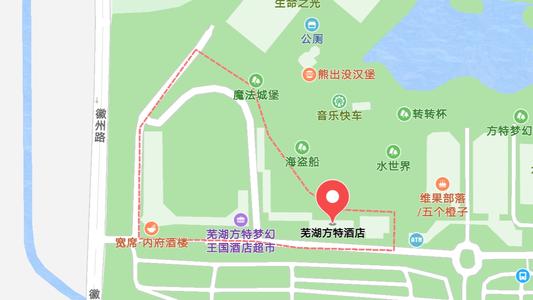 生命之光
公厕
熊出没汉堡
魔法城堡
音乐快车
转转杯
徽州路
方特梦幻
海盗船
水世界
维果部落
/五个橙子
芜湖方特酒店
芜湖方特梦幻
王国酒店超市
宽席·内府酒楼
ATM
徽